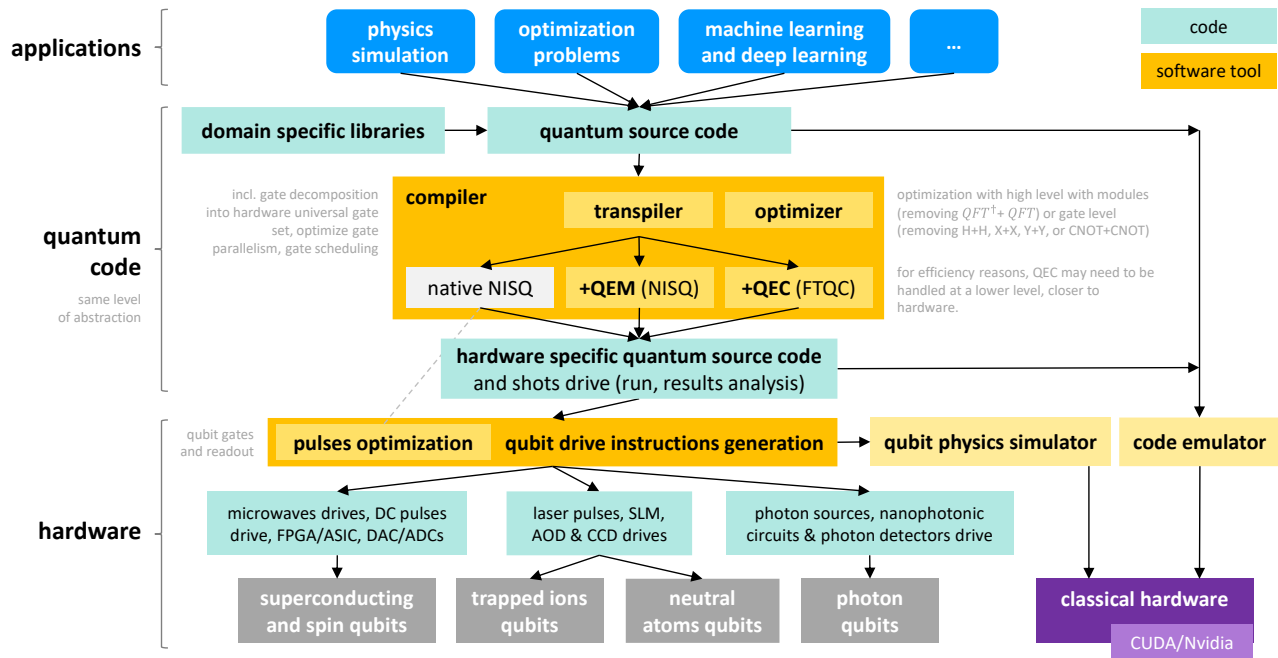 applications
physics
simulation
optimization
problems
machine learning
and deep learning
...
code
software tool
quantum
code
same level
of abstraction
domain specific libraries
quantum source code
incl. gate decomposition
into hardware universal gate
set, optimize gate
parallelism, gate scheduling
compiler
transpiler
optimizer
optimization with high level with modules
(removing QFT†+ QFT) or gate level
(removing H+H, X+X, Y+Y, or CNOT+CNOT)
native NISQ
+QEM (NISQ)
+QEC (FTQC)
for efficiency reasons, QEC may need to be
handled at a lower level, closer to
hardware.
hardware specific quantum source code
and shots drive (run, results analysis)
hardware
qubit gates
and readout
pulses optimization
qubit drive instructions generation
qubit physics simulator
code emulator
microwaves drives, DC pulses
drive, FPGA/ASIC, DAC/ADCs
laser pulses, SLM,
AOD & CCD drives
photon sources, nanophotonic
circuits & photon detectors drive
superconducting
and spin qubits
trapped ions
qubits
neutral
atoms qubits
photon
qubits
classical hardware
CUDA/Nvidia